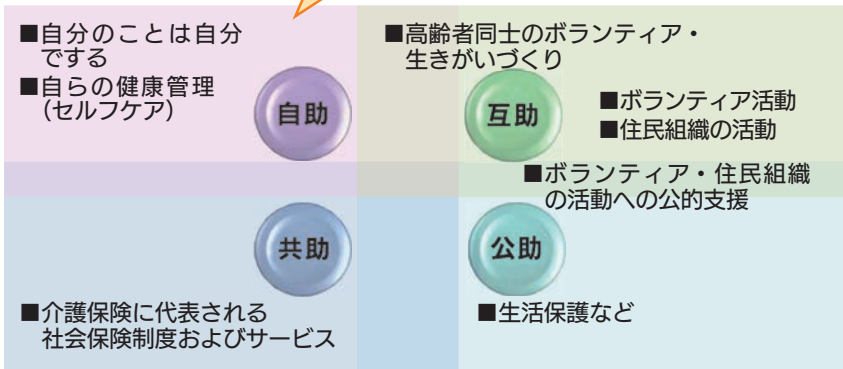 ■自分のことは自分
でする
■自らの健康管理
（セルフケア）
自助
■高齢者同士のボランティア・
生きがいづくり
互助
■ボランティア活動
■住民組織の活動
■ボランティア・住民組織
の活動への公的支援
共助
■介護保険に代表される
社会保険制度およびサービス
公助
■生活保護など